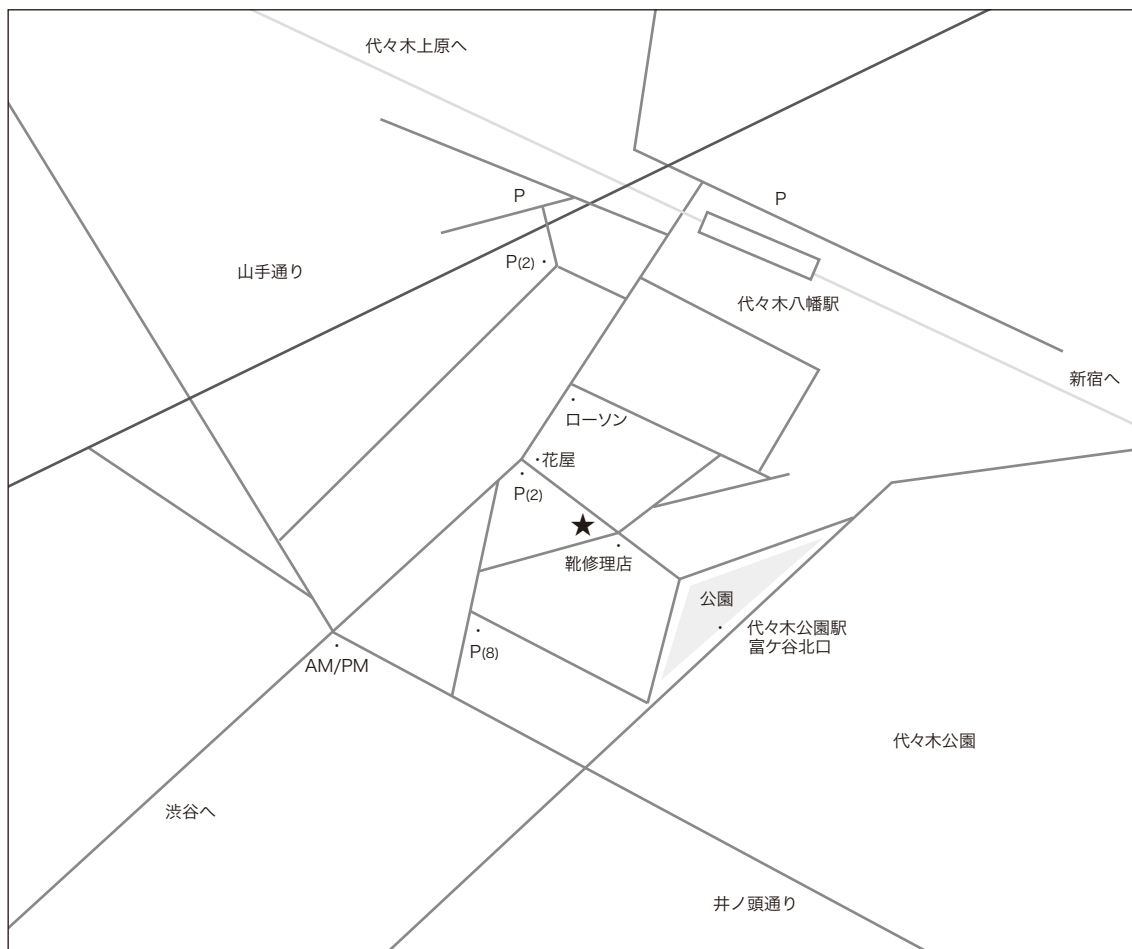 代々木上原へ
P
P
P(2)
山手通り
代々木八幡駅
新宿へ
ローソン
花屋
P(2)
靴修理店
公園
代々木公園駅
富ケ谷北口
P(8)
AM/PM
代々木公園
渋谷へ
井ノ頭通り